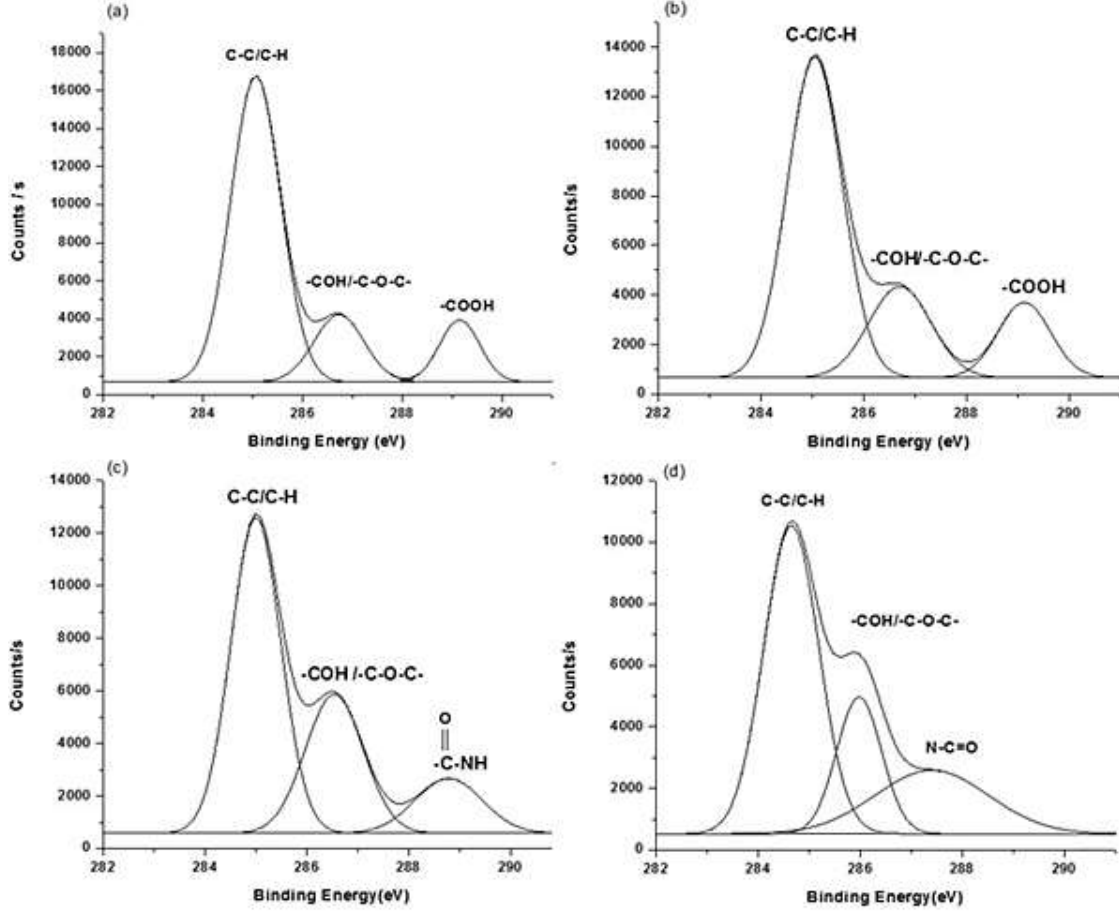 (a)
18000
16000
14000
12000
10000
8000
6000
4000
2000
0
Counts / s
C-C/C-H
-COH/-C-O-C-
-COOH
282 284 286 288 290
Binding Energy (eV)
(b)
14000
12000
10000
8000
6000
4000
2000
0
Counts/s
C-C/C-H
-COH/-C-O-C-
-COOH
282 284 286 288 290
Binding Energy (eV)
(c)
14000
12000
10000
8000
6000
4000
2000
0
Counts/s
C-C/C-H
-COH /-C-O-C-
O
-C-NH
282 284 286 288 290
Binding Energy(eV)
(d)
12000
10000
8000
6000
4000
2000
0
Counts/s
C-C/C-H
-COH/-C-O-C-
N-C=O
282 284 286 288 290
Binding Energy(eV)